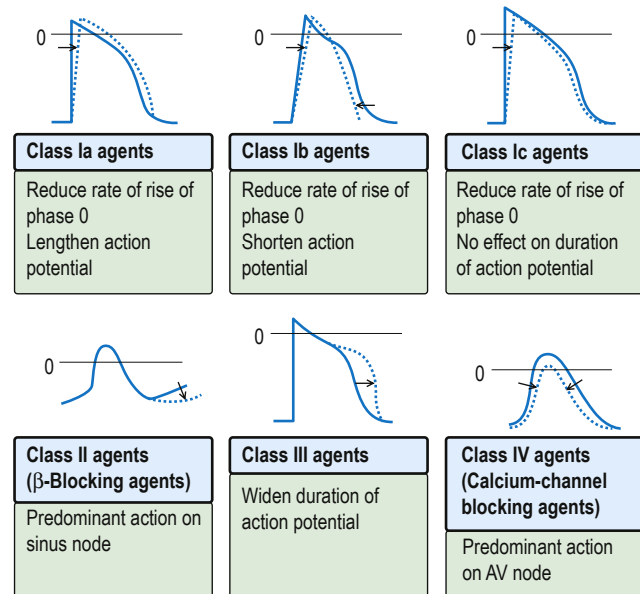 0
0
0
Class Ia agents
Reduce rate of rise of
phase 0
Lengthen action
potential
Class Ib agents
Reduce rate of rise of
phase 0
Shorten action
potential
Class Ic agents
Reduce rate of rise of
phase 0
No effect on duration
of action potential
0
0
0
Class II agents
(β-Blocking agents)
Predominant action on
sinus node
Class III agents
Widen duration of
action potential
Class IV agents
(Calcium-channel
blocking agents)
Predominant action
on AV node